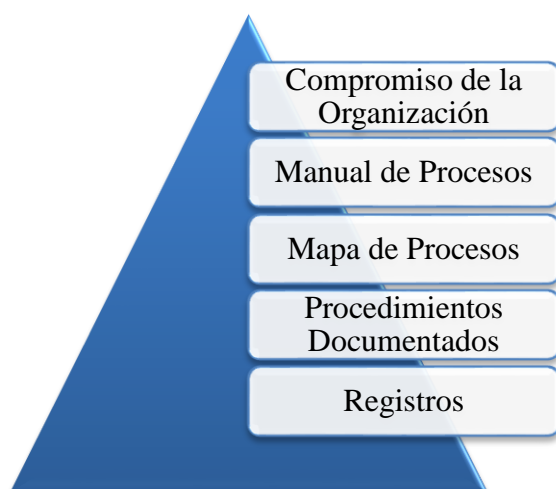 Compromiso de la
Organización
Manual de Procesos
Mapa de Procesos
Procedimientos
Documentados
Registros